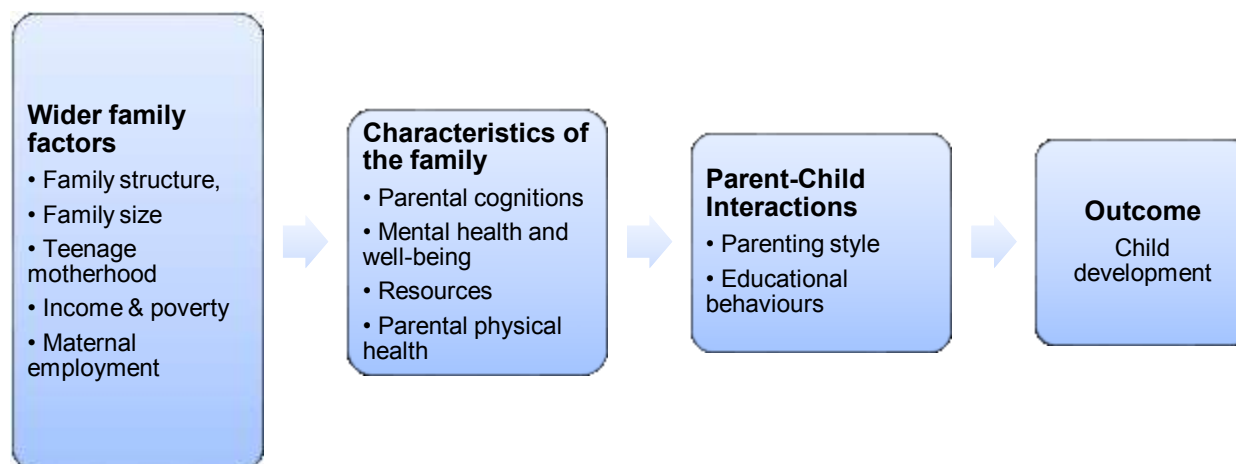 Wider family
factors
• Family structure,
• Family size
• Teenage
motherhood
• Income & poverty
• Maternal
employment
Characteristics of
the family
• Parental cognitions
• Mental health and
well-being
• Resources
• Parental physical
health
Parent-Child
Interactions
• Parenting style
• Educational
behaviours
Outcome
Child
development